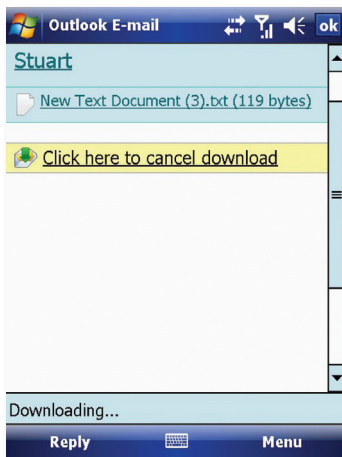 Outlook E-mail
ok
Stuart
New Text Document (3).txt (119 bytes)
Click here to cancel download
Downloading...
Reply
Menu